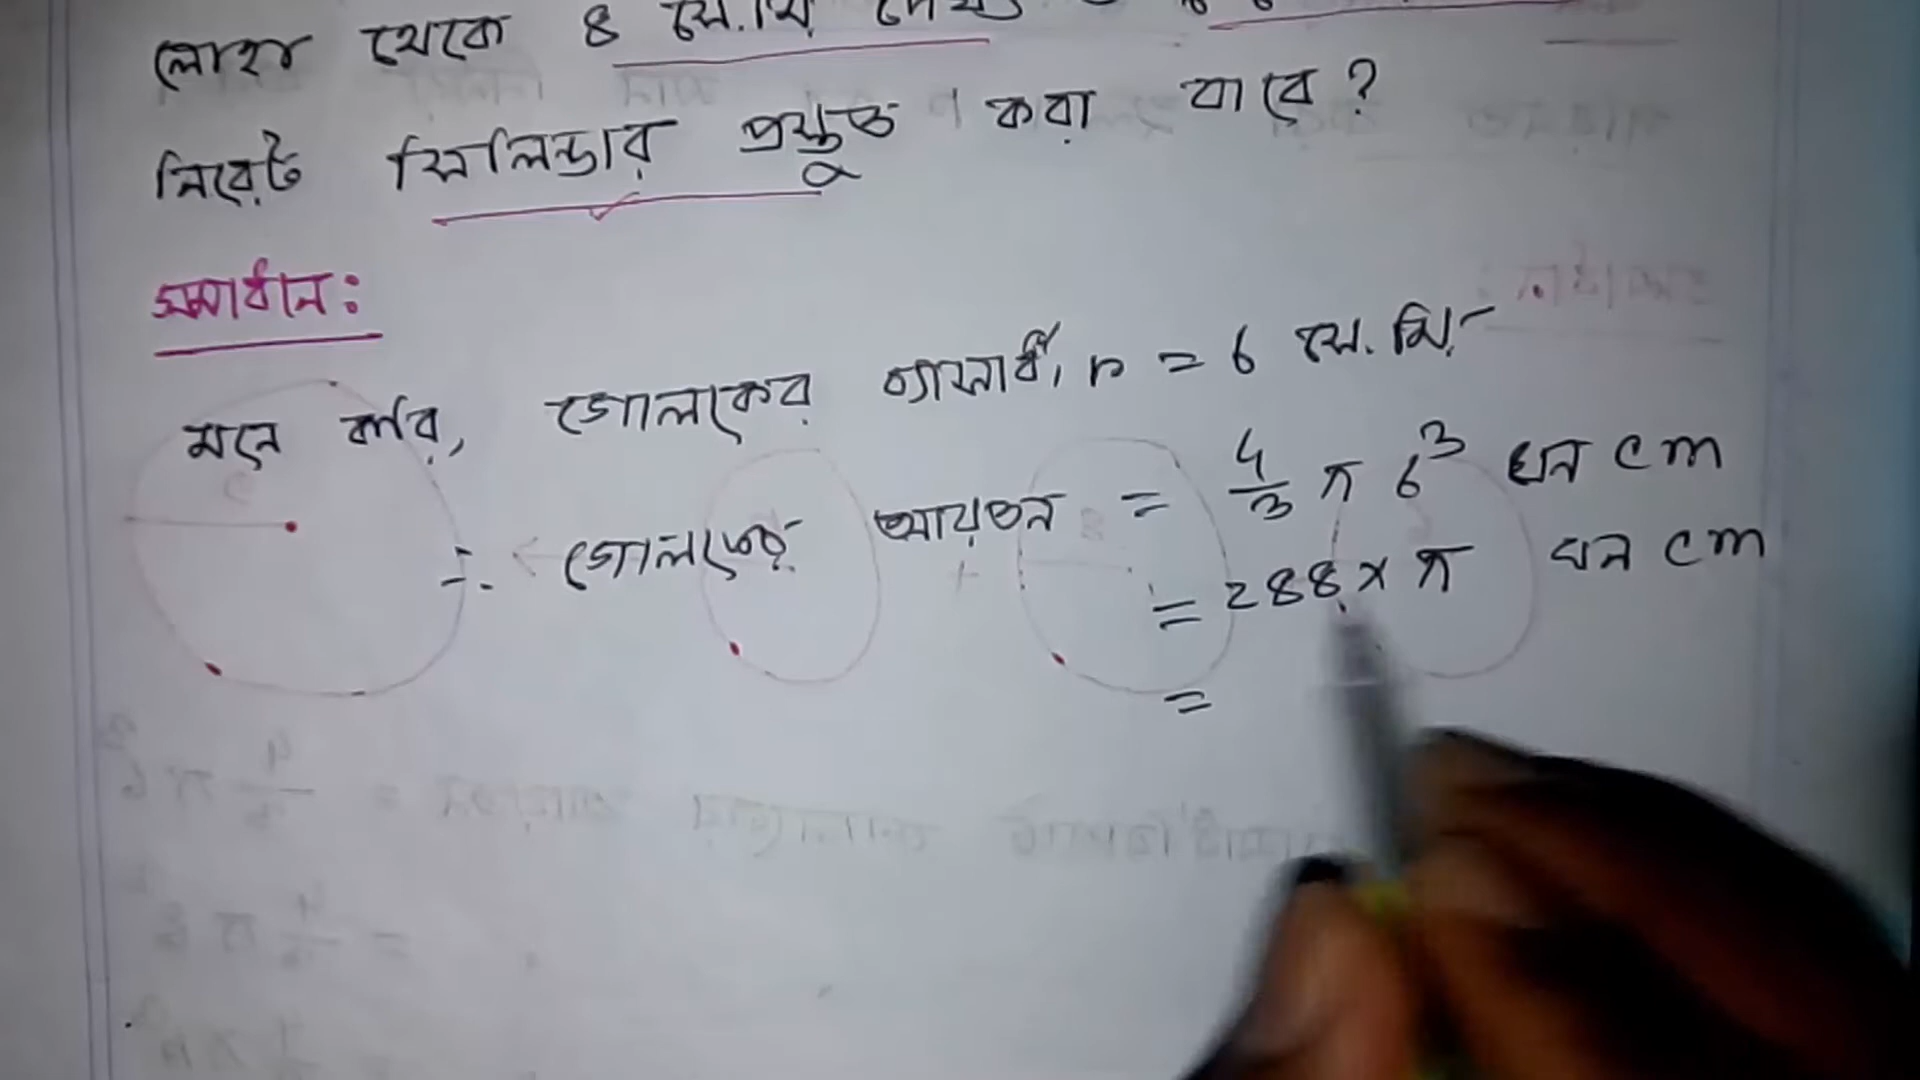 লোহা থেকে ৪ সে.মি
নিরেট সিলিন্ডার প্রস্তুত করা যাবে?
সমাধান:
মনে করি, গোলকের ব্যাসার্ধ, r = 6 সে.মি.
∴ গোলকের আয়তন = 4/3 π 6³ ঘন cm
= 288 × π ঘন cm
=